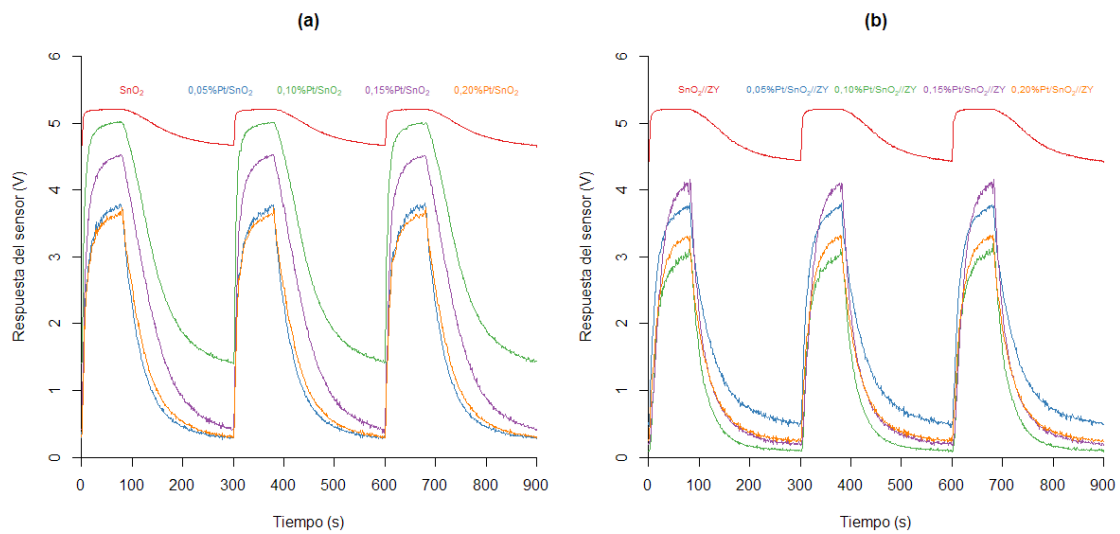 (a)
6
5
4
3
2
1
0
Respuesta del sensor (V)
SnO₂ 0,05%Pt/SnO₂ 0,10%Pt/SnO₂ 0,15%Pt/SnO₂ 0,20%Pt/SnO₂
0 100 200 300 400 500 600 700 800 900
Tiempo (s)
(b)
6
5
4
3
2
1
0
Respuesta del sensor (V)
SnO₂//ZY 0,05%Pt/SnO₂//ZY 0,10%Pt/SnO₂//ZY 0,15%Pt/SnO₂//ZY 0,20%Pt/SnO₂//ZY
0 100 200 300 400 500 600 700 800 900
Tiempo (s)